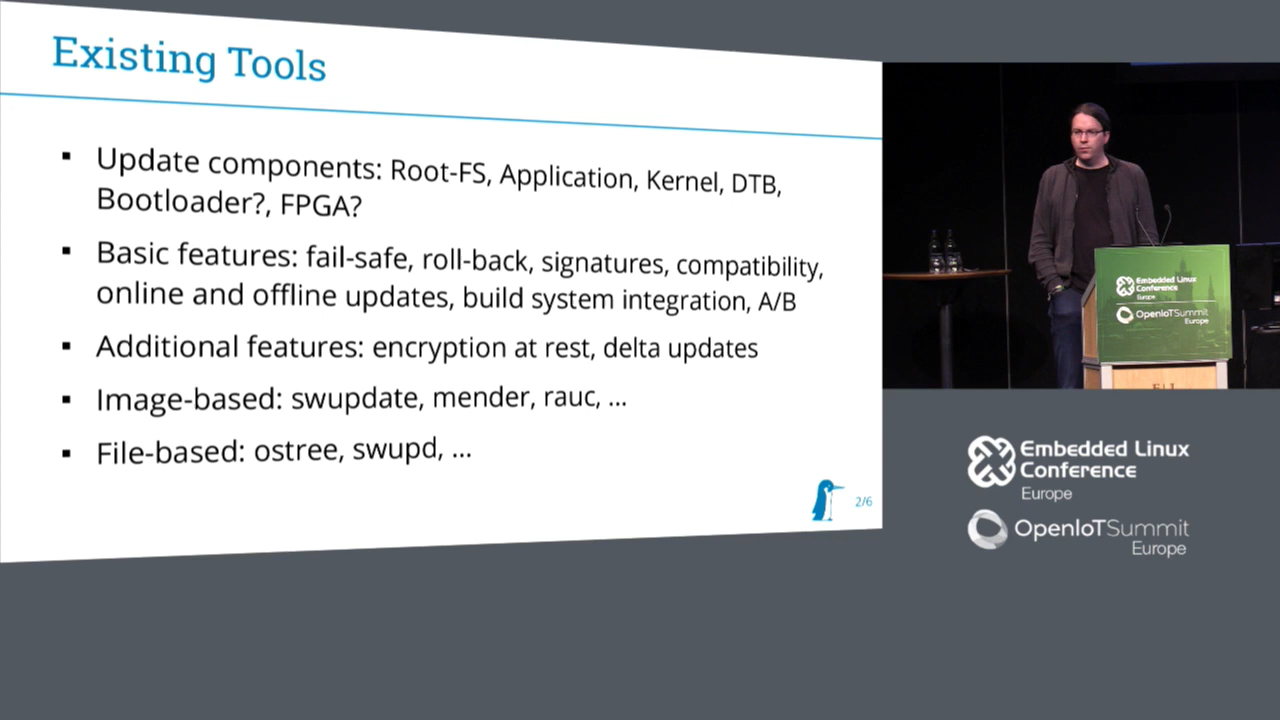 Existing Tools
Update components: Root-FS, Application, Kernel, DTB,
Bootloader?, FPGA?
Basic features: fail-safe, roll-back, signatures, compatibility,
online and offline updates, build system integration, A/B
Additional features: encryption at rest, delta updates
Image-based: swupdate, mender, rauc, ...
File-based: ostree, swupd, ...
2/6
Embedded Linux
Conference
Europe
OpenIoTSummit
Europe
Embedded Linux
Conference
Europe
OpenIoTSummit
Europe